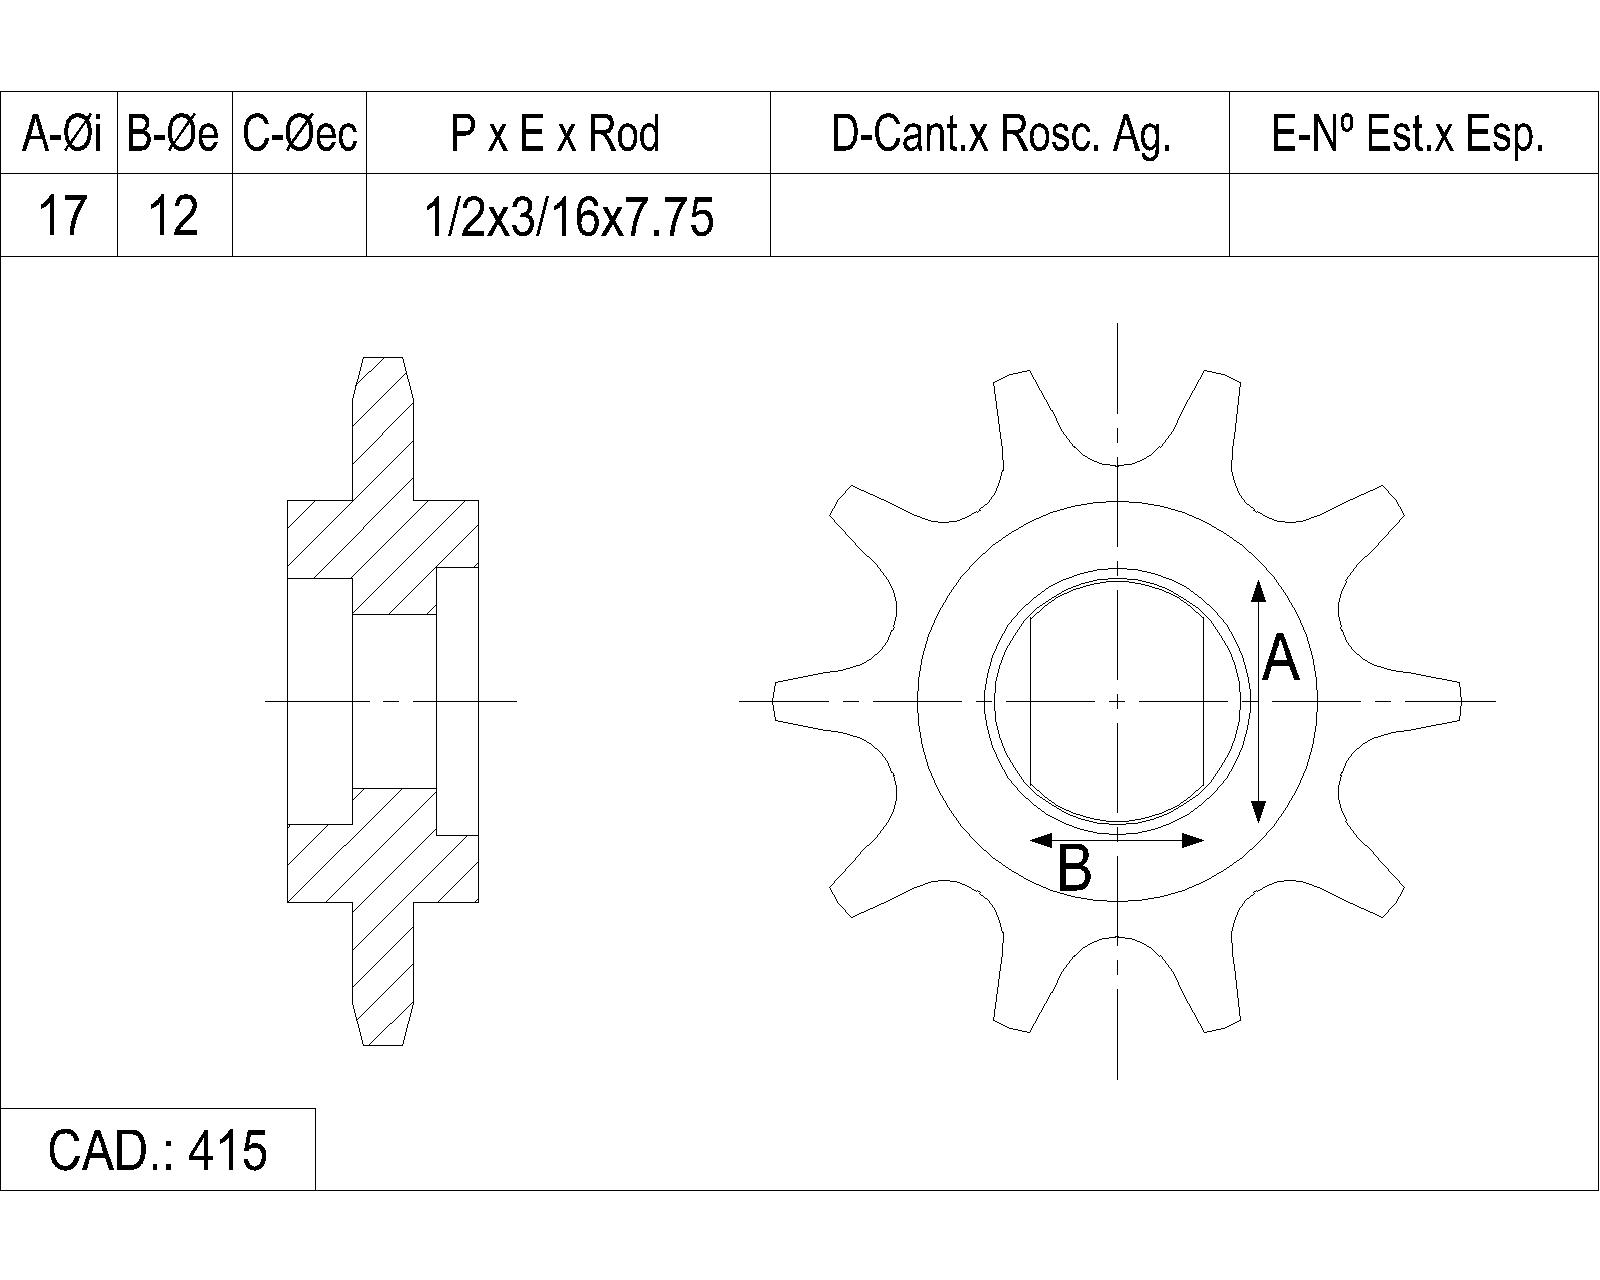 A-Øi B-Øe C-Øec P x E x Rod D-Cant.x Rosc. Ag. E-Nº Est.x Esp.
17 12 1/2x3/16x7.75
A
B
CAD.: 415